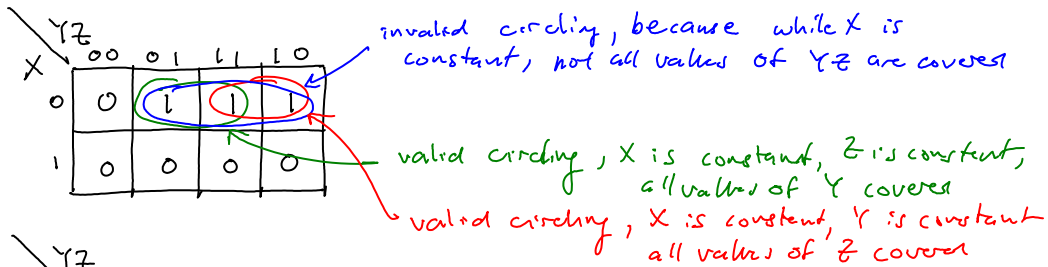 YZ
X 00 01 11 10
0 0 1 1 1
1 0 0 0 0
invalid circling, because while X is
constant, not all values of YZ are covered
valid circling, X is constant, Z is constant,
all values of Y covered
valid circling, X is constant, Y is constant
all values of Z covered
YZ